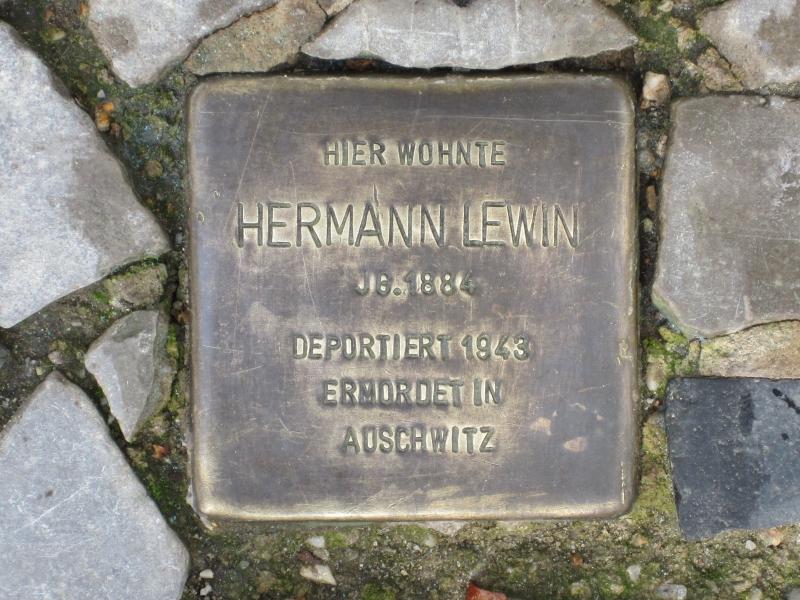 HIER WOHNTE
HERMANN LEWIN
JG. 1884
DEPORTIERT 1943
ERMORDET IN
AUSCHWITZ